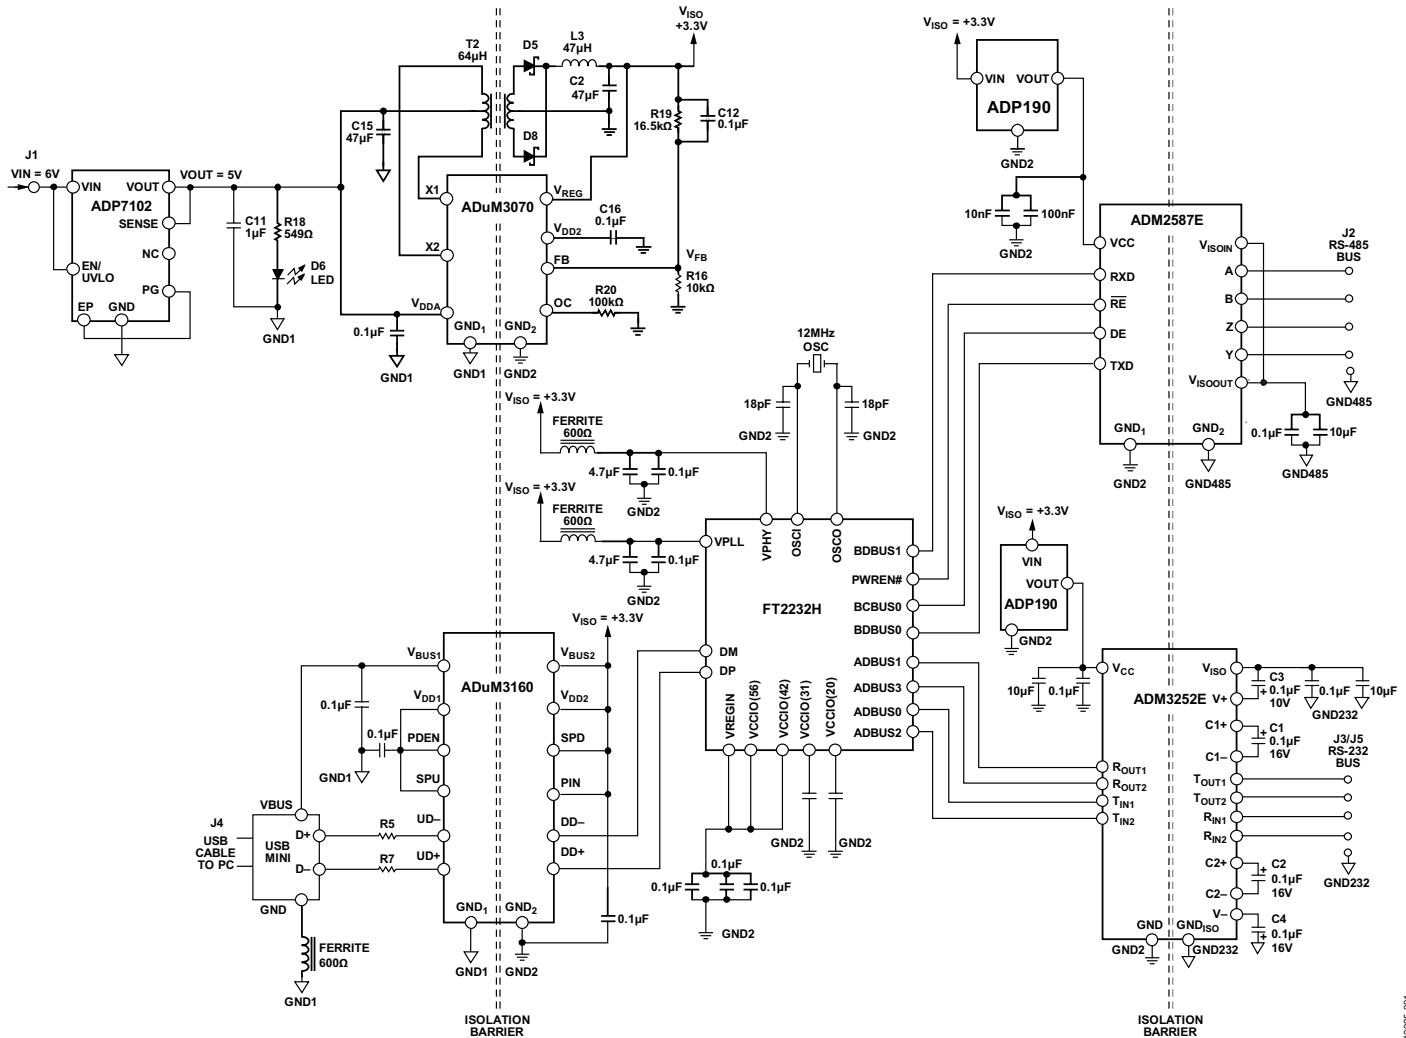 J1
VIN = 6V
VIN
VOUT
VOUT = 5V
ADP7102
SENSE
NC
EN/
UVLO
PG
EP
GND
C11
1µF
R18
549Ω
D6
LED
GND1
C15
47µF
T2
64µH
D5
L3
47µH
C2
47µF
D8
VISO
+3.3V
R19
16.5kΩ
C12
0.1µF
X1
ADuM3070
VREG
C16
0.1µF
VDD2
X2
FB
VFB
R16
10kΩ
OC
R20
100kΩ
VDDA
GND1
GND2
0.1µF
GND1
GND1
GND2
VISO = +3.3V
VIN
VOUT
ADP190
GND2
10nF
100nF
GND2
ADM2587E
VCC
VISOIN
RXD
A
RE
B
DE
Z
TXD
Y
VISOOUT
GND1
GND2
GND2
GND485
J2
RS-485
BUS
GND485
0.1µF
10µF
GND485
12MHz
OSC
18pF
18pF
GND2
GND2
VISO = +3.3V
FERRITE
600Ω
4.7µF
0.1µF
GND2
VISO = +3.3V
FERRITE
600Ω
4.7µF
0.1µF
GND2
VPLL
VPHY
OSCI
OSCO
BDBUS1
PWREN#
FT2232H
BCBUS0
BDBUS0
DM
ADBUS1
DP
ADBUS3
ADBUS0
ADBUS2
VREGIN
VCCIO(56)
VCCIO(42)
VCCIO(31)
VCCIO(20)
GND2
GND2
0.1µF
0.1µF
0.1µF
GND2
VISO = +3.3V
VIN
VOUT
ADP190
GND2
10µF
0.1µF
VCC
VISO
ADM3252E
V+
C1+
C1–
ROUT1
TOUT1
ROUT2
TOUT2
TIN1
RIN1
TIN2
RIN2
C2+
C2–
V–
GND
GNDISO
GND2
GND232
C3
0.1µF
10V
0.1µF
10µF
GND232
C1
0.1µF
16V
J3/J5
RS-232
BUS
GND232
C2
0.1µF
16V
C4
0.1µF
16V
VISO = +3.3V
VBUS1
VBUS2
ADuM3160
VDD1
VDD2
PDEN
SPD
SPU
PIN
UD–
DD–
UD+
DD+
GND1
GND2
GND1
GND2
0.1µF
0.1µF
0.1µF
GND1
VBUS
J4
USB
CABLE
TO PC
USB
MINI
D+
D–
GND
R5
R7
FERRITE
600Ω
GND1
ISOLATION
BARRIER
ISOLATION
BARRIER